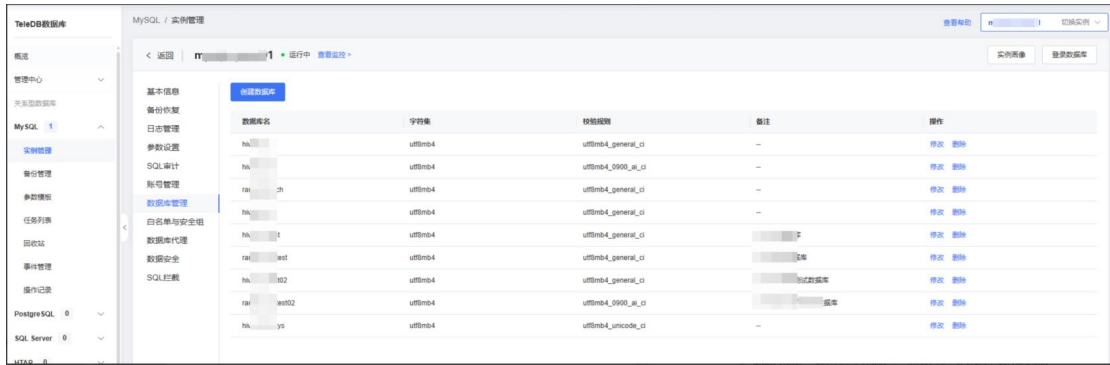 TeleDB数据库
MySQL / 实例管理
查看帮助
切换实例
概览
管理中心
关系型数据库
MySQL 1
实例管理
备份管理
参数模板
任务列表
回收站
事件管理
操作记录
PostgreSQL 0
SQL Server 0
HTAP 0
< 返回
运行中 查看监控 >
实例画像 登录数据库
基本信息
备份恢复
日志管理
参数设置
SQL审计
账号管理
数据库管理
白名单与安全组
数据库代理
数据安全
SQL拦截
创建数据库
数据库名 字符集 校验规则 备注 操作
utf8mb4 utf8mb4_general_ci -- 修改 删除
utf8mb4 utf8mb4_0900_ai_ci -- 修改 删除
utf8mb4 utf8mb4_general_ci -- 修改 删除
utf8mb4 utf8mb4_general_ci -- 修改 删除
utf8mb4 utf8mb4_general_ci 修改 删除
utf8mb4 utf8mb4_general_ci 修改 删除
utf8mb4 utf8mb4_general_ci 试数据库 修改 删除
utf8mb4 utf8mb4_0900_ai_ci 据库 修改 删除
utf8mb4 utf8mb4_unicode_ci -- 修改 删除